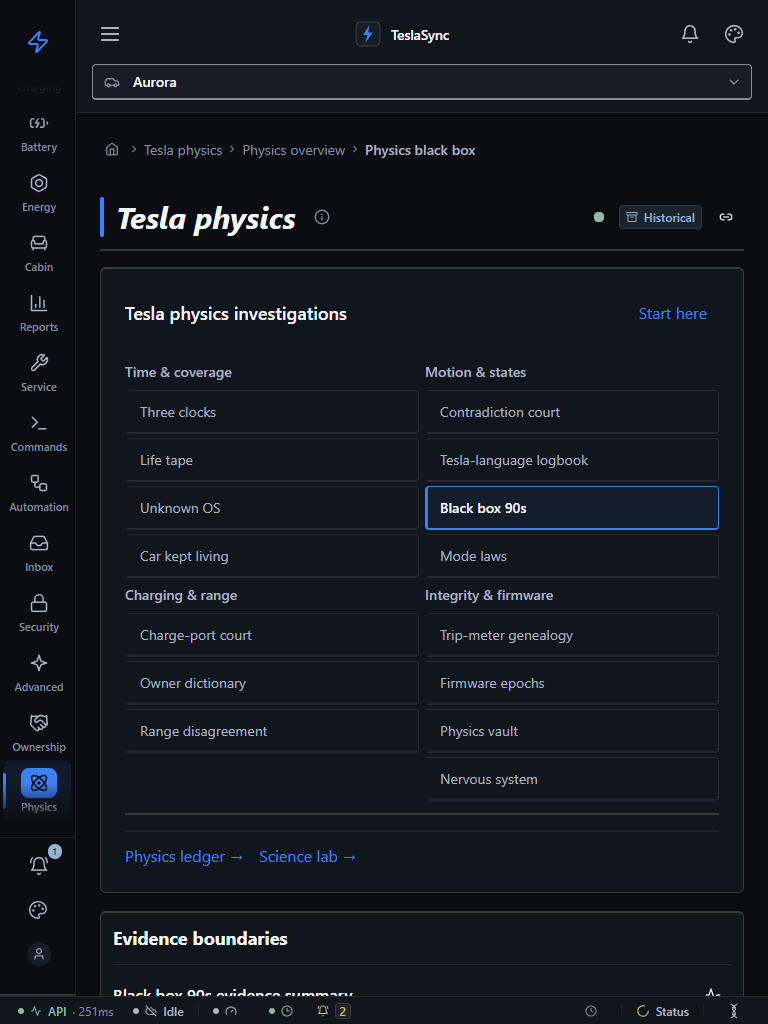 TeslaSync
Aurora
Charging
Battery
Energy
Cabin
Reports
Service
Commands
Automation
Inbox
Security
Advanced
Ownership
Physics
1
Tesla physics > Physics overview > Physics black box
Tesla physics
Historical
Tesla physics investigations
Start here
Time & coverage
Three clocks
Life tape
Unknown OS
Car kept living
Motion & states
Contradiction court
Tesla-language logbook
Black box 90s
Mode laws
Charging & range
Charge-port court
Owner dictionary
Range disagreement
Integrity & firmware
Trip-meter genealogy
Firmware epochs
Physics vault
Nervous system
Physics ledger → Science lab →
Evidence boundaries
Black box 90s evidence summary
API · 251ms Idle 2 Status